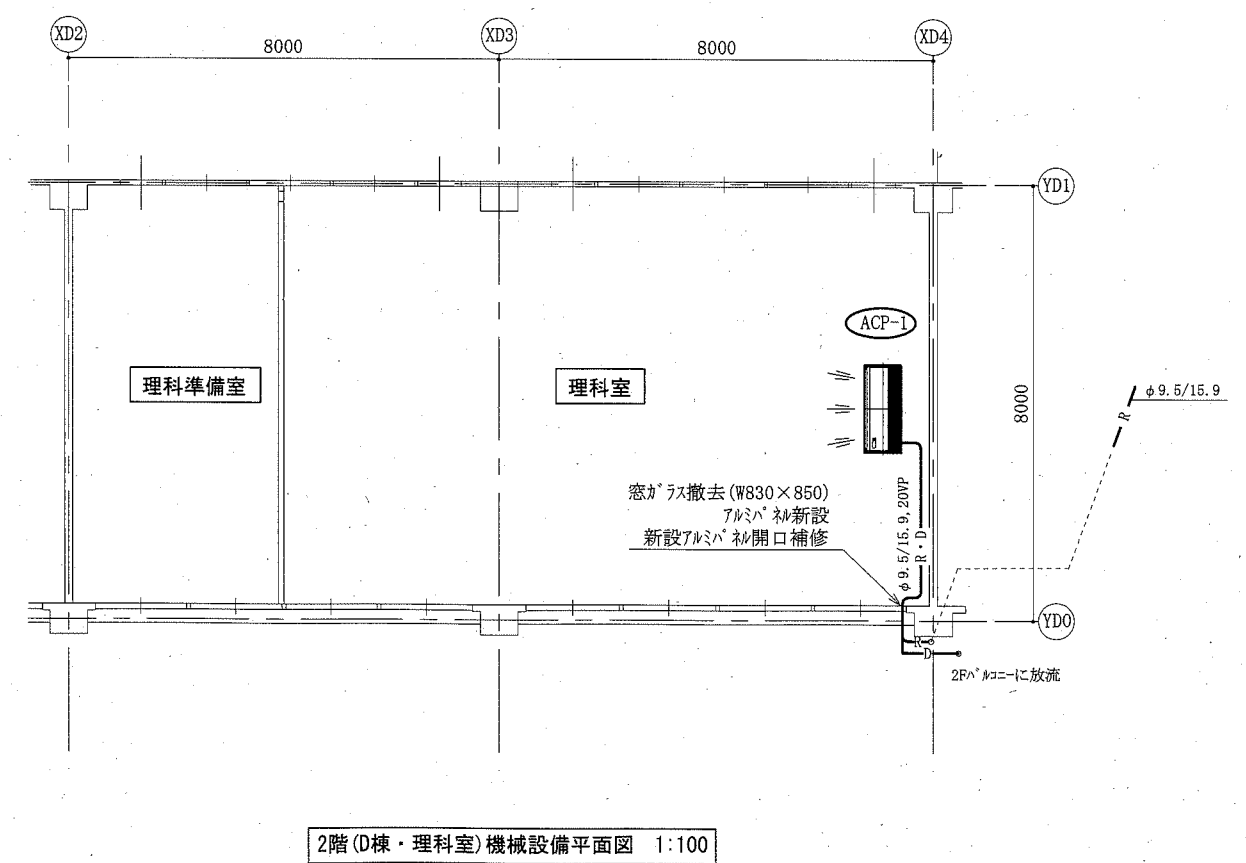 XD2
XD3
XD4
8000
8000
YD1
ACP-1
理科準備室
理科室
8000
φ9.5/15.9
R
窓ガラス撤去(W830×850)
アルミパネル新設
新設アルミパネル開口補修
φ9.5/15.9,20VP
R・D
YD0
R
D
2Fバルコニーに放流
2階(D棟・理科室)機械設備平面図 1:100